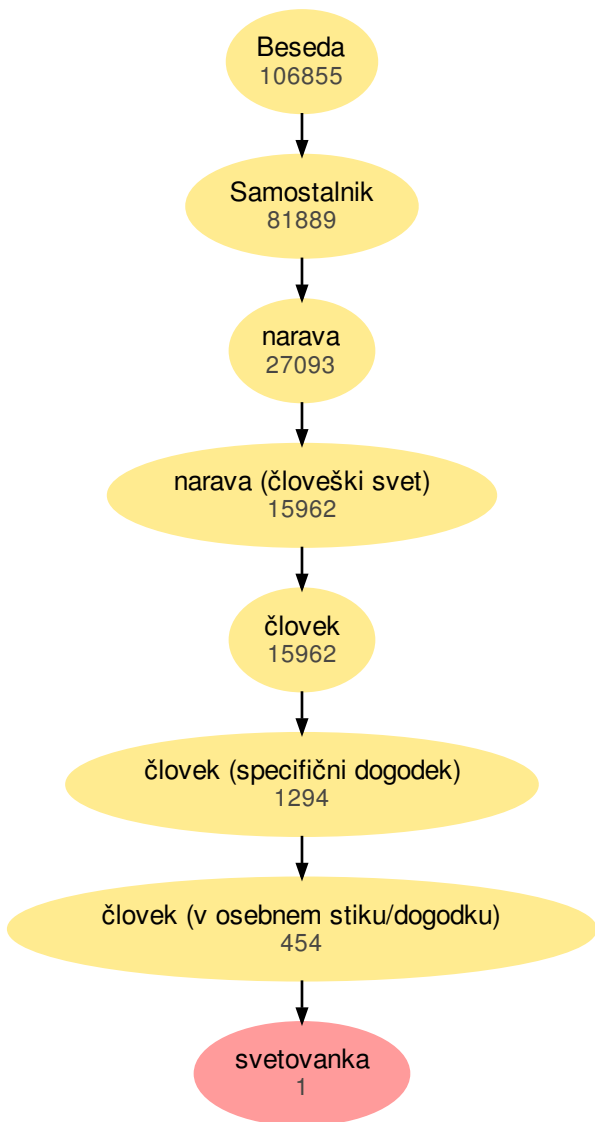 Beseda
106855
Samostalnik
81889
narava
27093
narava (človeški svet)
15962
človek
15962
človek (specifični dogodek)
1294
človek (v osebnem stiku/dogodku)
454
svetovanka
1